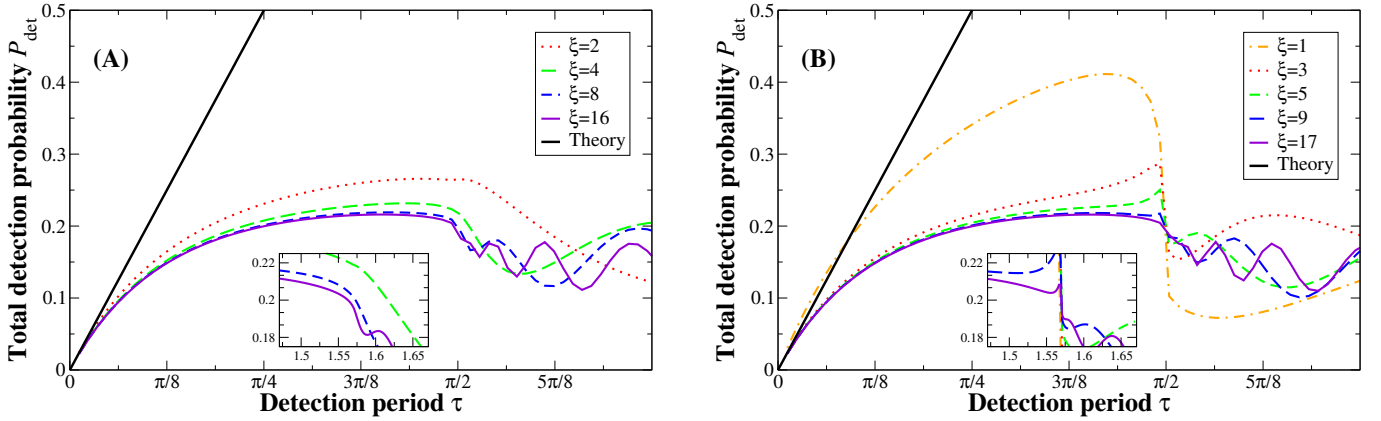 (A)
Total detection probability P_det
0.5
0.4
0.3
0.2
0.1
0
ξ=2
ξ=4
ξ=8
ξ=16
Theory
0.22
0.2
0.18
1.5
1.55
1.6
1.65
0
π/8
π/4
3π/8
π/2
5π/8
Detection period τ
(B)
Total detection probability P_det
0.5
0.4
0.3
0.2
0.1
0
ξ=1
ξ=3
ξ=5
ξ=9
ξ=17
Theory
0.22
0.2
0.18
1.5
1.55
1.6
1.65
0
π/8
π/4
3π/8
π/2
5π/8
Detection period τ